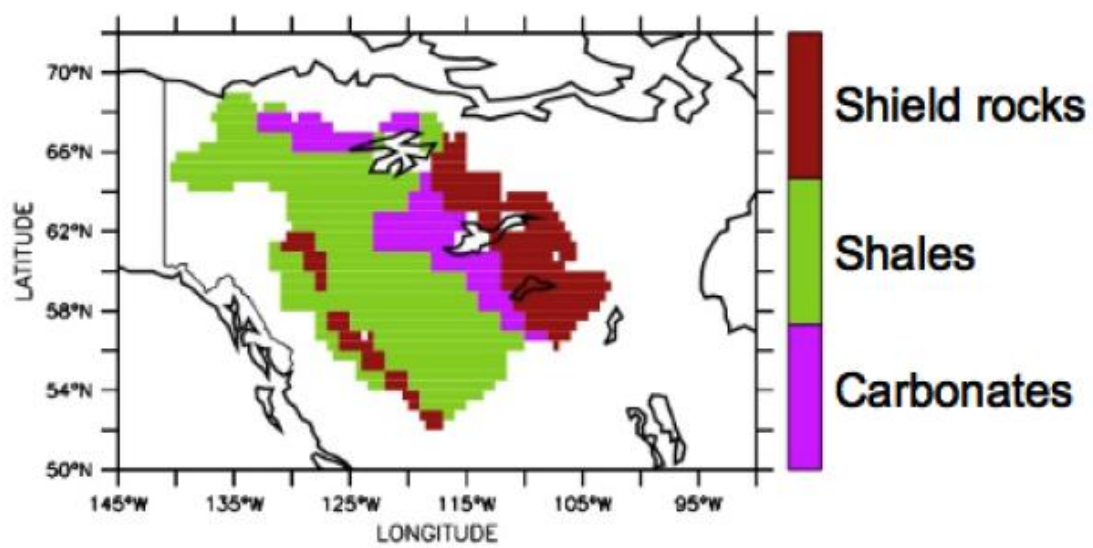 70°N
66°N
62°N
58°N
54°N
50°N
LATITUDE
145°W 135°W 125°W 115°W 105°W 95°W
LONGITUDE
Shield rocks
Shales
Carbonates